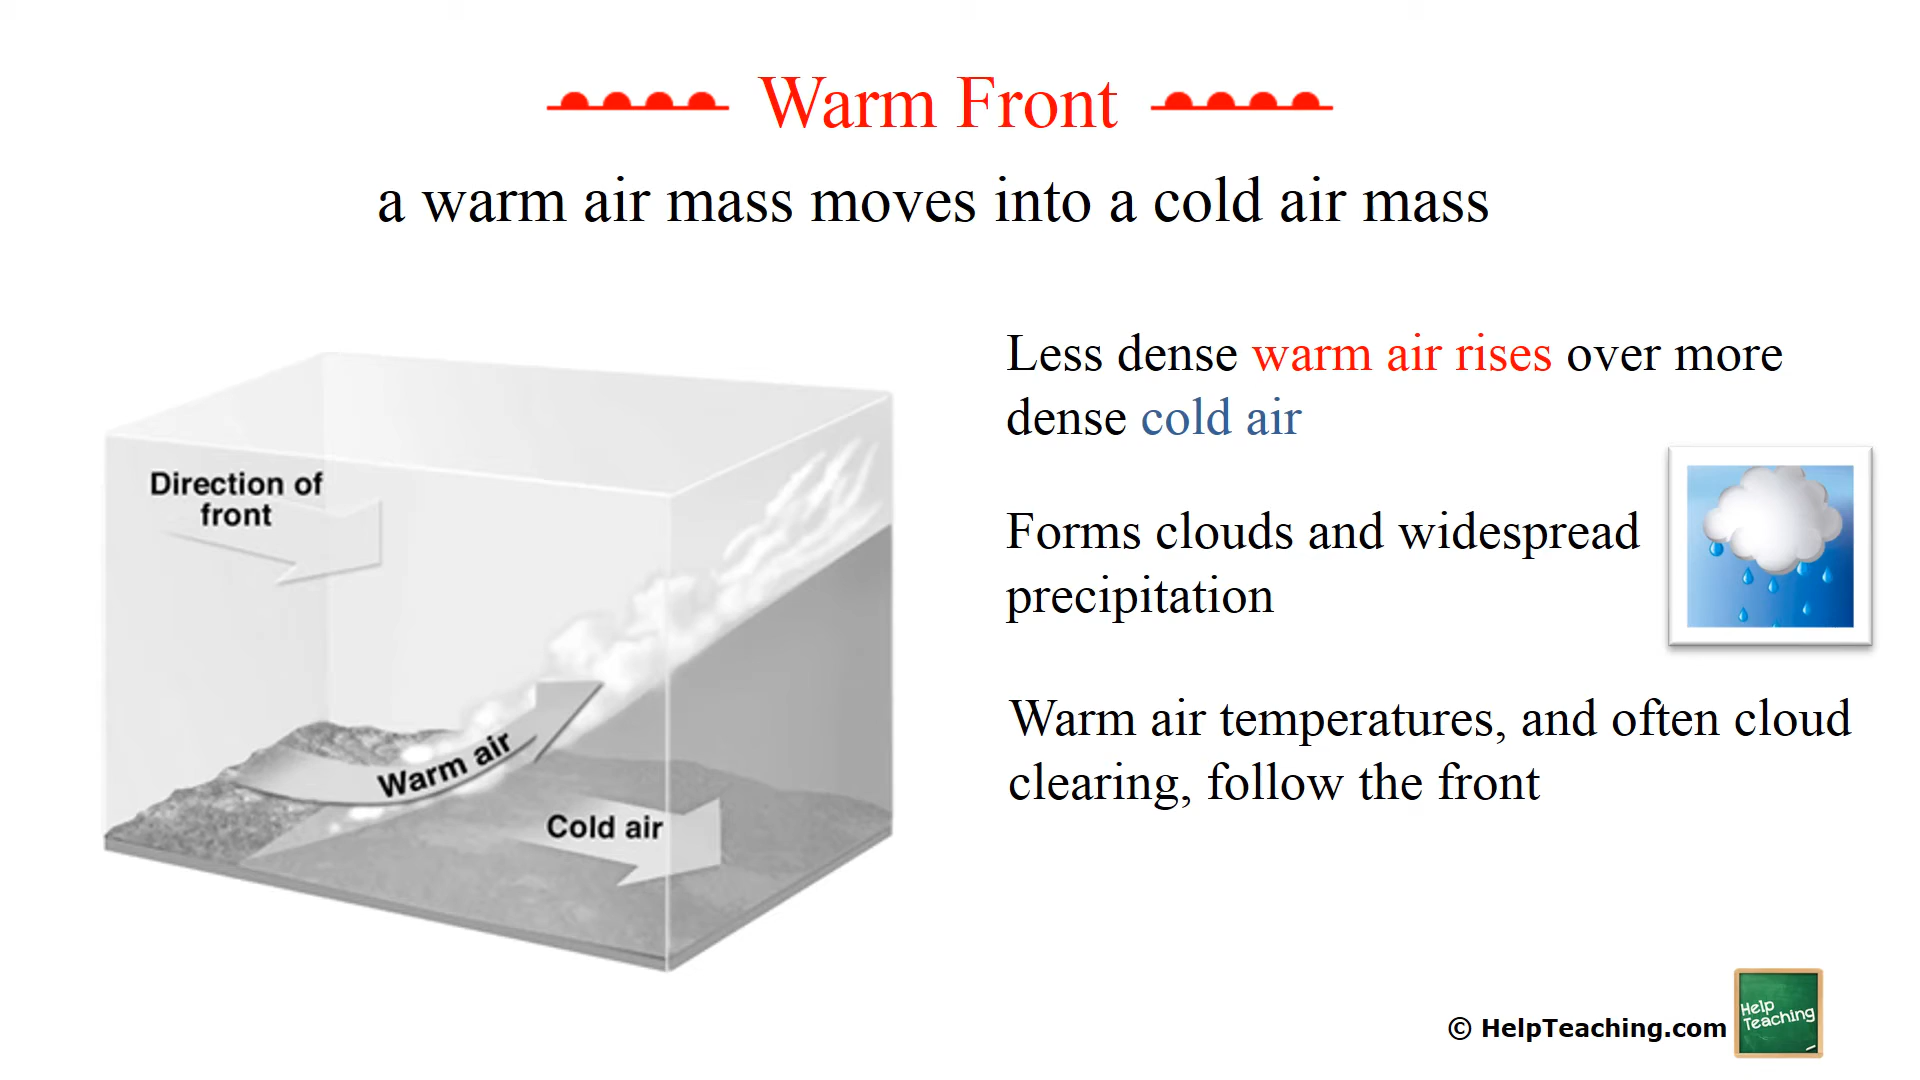 Warm Front
a warm air mass moves into a cold air mass
Direction of
front
Warm air
Cold air
Less dense warm air rises over more
dense cold air
Forms clouds and widespread
precipitation
Warm air temperatures, and often cloud
clearing, follow the front
© HelpTeaching.com
Help
Teaching